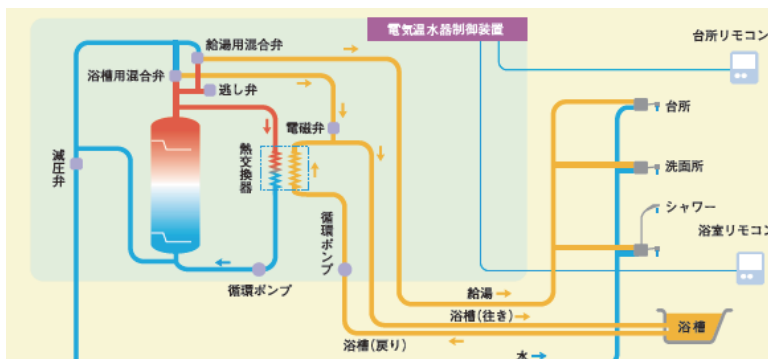 電気温水器制御装置
台所リモコン
給湯用混合弁
浴槽用混合弁
逃し弁
台所
電磁弁
減圧弁
熱交換器
洗面所
シャワー
循環ポンプ
浴室リモコン
循環ポンプ
給湯
浴槽(往き)
浴槽
浴槽(戻り)
水